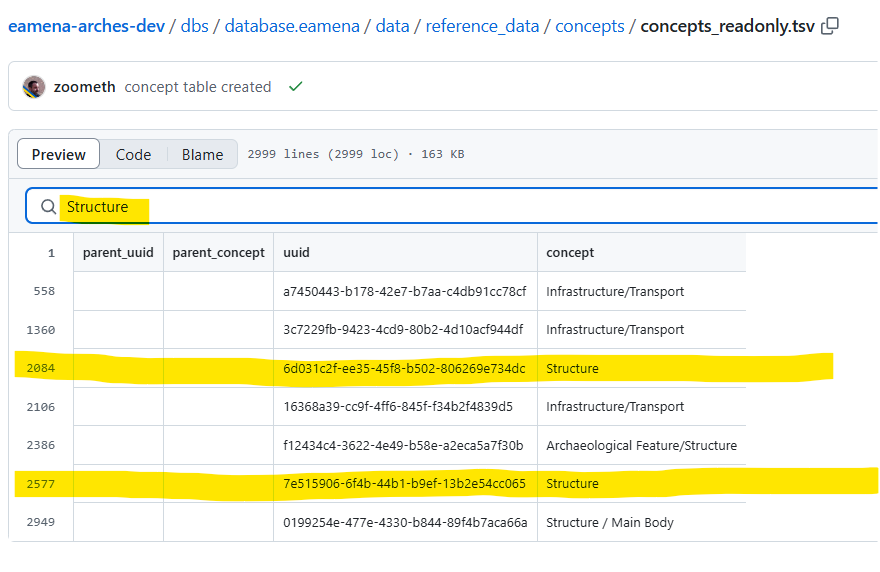 eamena-arches-dev / dbs / database.eamena / data / reference_data / concepts / concepts_readonly.tsv
zoometh concept table created
Preview Code Blame 2999 lines (2999 loc) · 163 KB
Structure
1 parent_uuid parent_concept uuid concept
558 a7450443-b178-42e7-b7aa-c4db91cc78cf Infrastructure/Transport
1360 3c7229fb-9423-4cd9-80b2-4d10acf944df Infrastructure/Transport
2084 6d031c2f-ee35-45f8-b502-806269e734dc Structure
2106 16368a39-cc9f-4ff6-845f-f34b2f4839d5 Infrastructure/Transport
2386 f12434c4-3622-4e49-b58e-a2eca5a7f30b Archaeological Feature/Structure
2577 7e515906-6f4b-44b1-b9ef-13b2e54cc065 Structure
2949 0199254e-477e-4330-b844-89f4b7aca66a Structure / Main Body